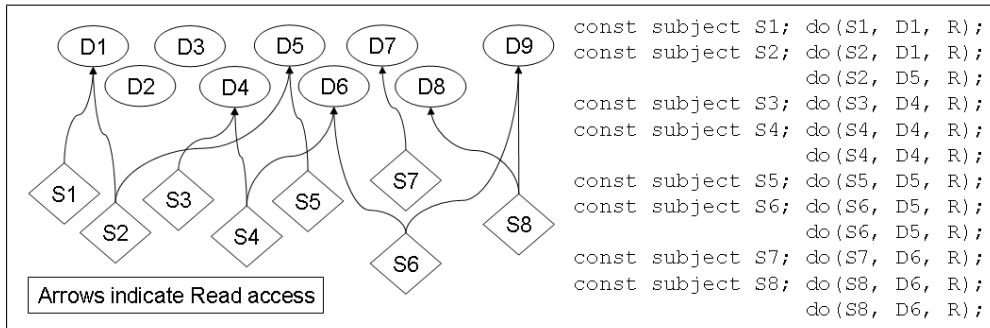 D1
D3
D5
D7
D9
D2
D4
D6
D8
S1
S2
S3
S4
S5
S6
S7
S8
Arrows indicate Read access
const subject S1; do(S1, D1, R);
const subject S2; do(S2, D1, R);
do(S2, D5, R);
const subject S3; do(S3, D4, R);
const subject S4; do(S4, D4, R);
do(S4, D4, R);
const subject S5; do(S5, D5, R);
const subject S6; do(S6, D5, R);
do(S6, D5, R);
const subject S7; do(S7, D6, R);
const subject S8; do(S8, D6, R);
do(S8, D6, R);